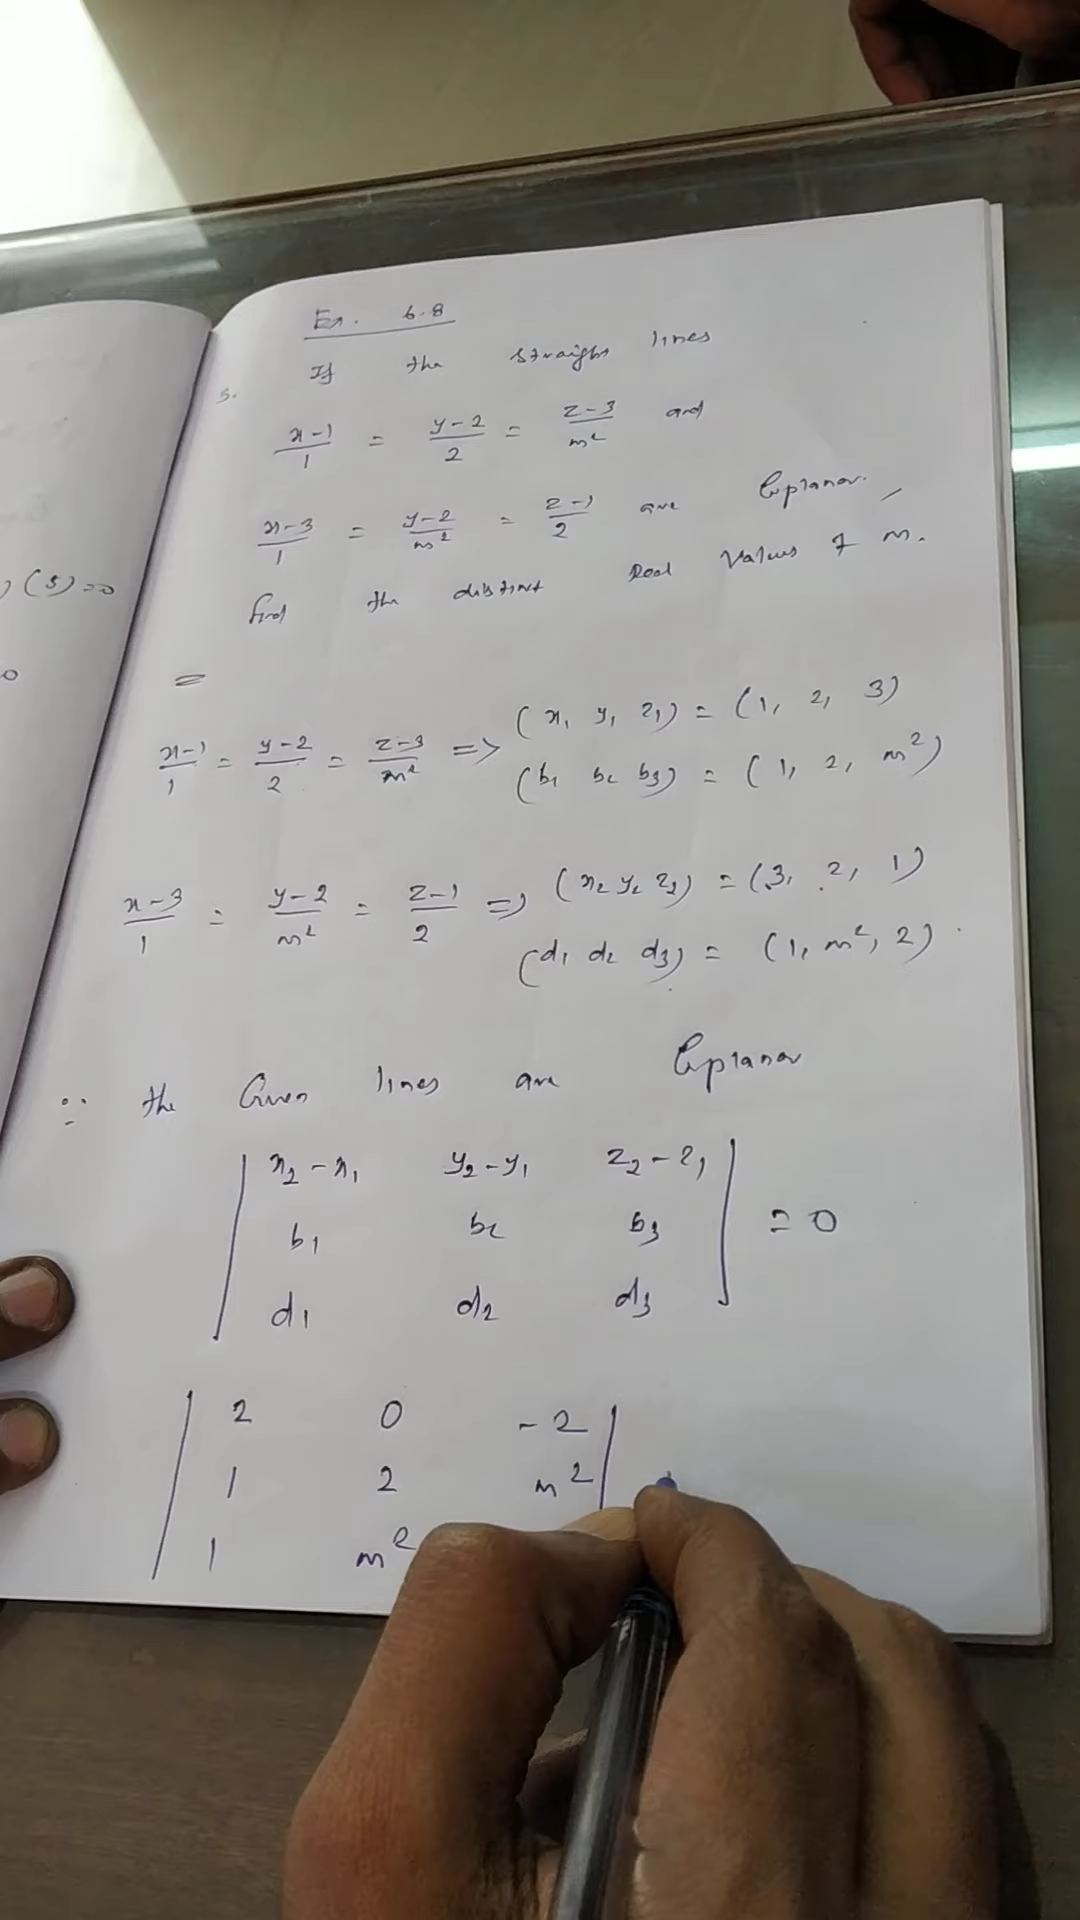 Ex. 6.8
3. If the straight lines
x-1/1 = y-2/2 = z-3/m² and
x-3/1 = y-2/m² = z-1/2 are Coplanar.
find the distinct real values of m.
=
x-1/1 = y-2/2 = z-3/m² => (x₁ y₁ z₁) = (1, 2, 3)
(b₁ b₂ b₃) = (1, 2, m²)
x-3/1 = y-2/m² = z-1/2 => (x₂ y₂ z₂) = (3, 2, 1)
(d₁ d₂ d₃) = (1, m², 2).
∵ the Given lines are Coplanar
| x₂-x₁ y₂-y₁ z₂-z₁ |
| b₁ b₂ b₃ | = 0
| d₁ d₂ d₃ |
| 2 0 -2 |
| 1 2 m² |
| 1 m²
) (5) = 0
0